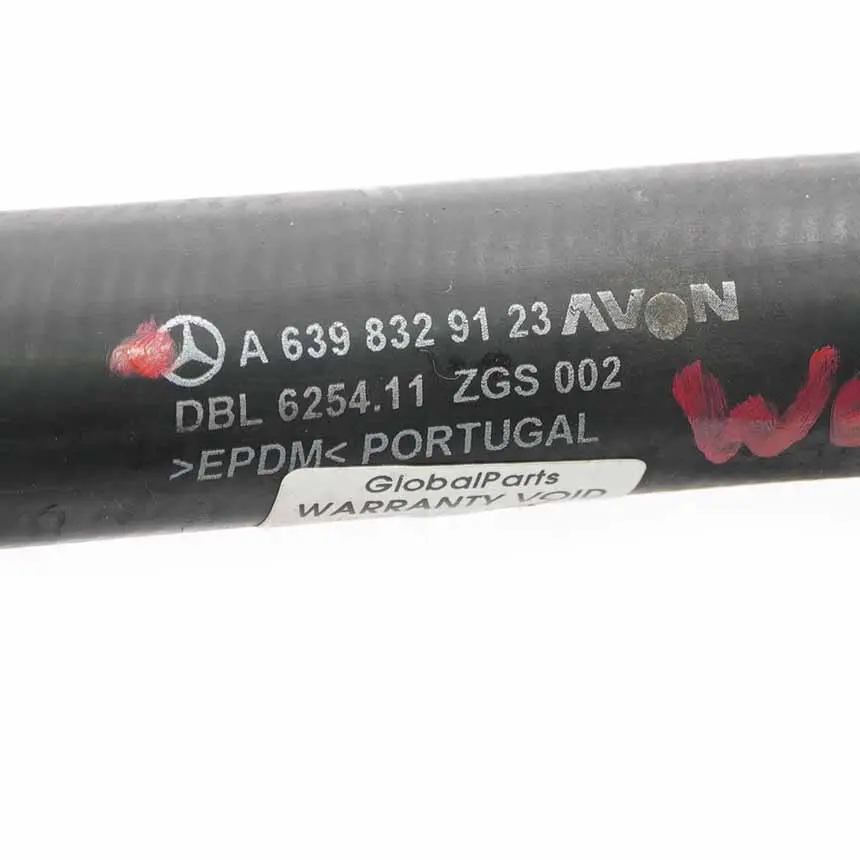 A 639 832 91 23 AVON
DBL 6254.11 ZGS 002
>EPDM< PORTUGAL
GlobalParts
WARRANTY VOID